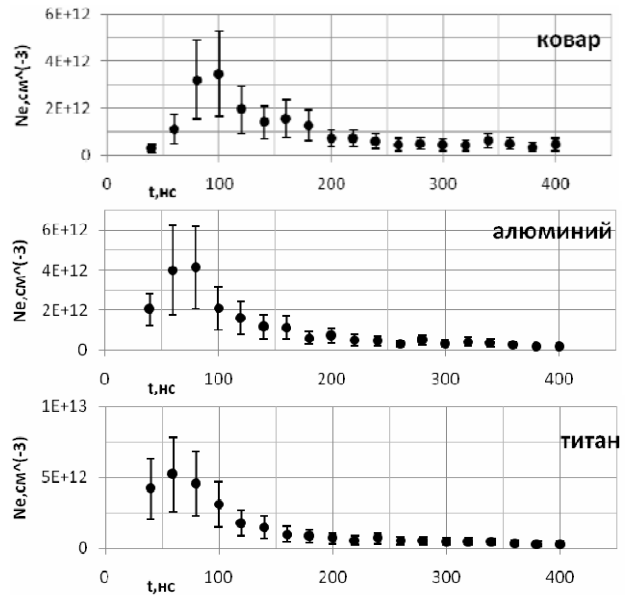 6E+12
ковар
4E+12
Ne,см^(-3)
2E+12
0
0 100 200 300 400
t,нс
алюминий
6E+12
4E+12
Ne,см^(-3)
2E+12
0
0 100 200 300 400
t,нс
1E+13
титан
Ne,см^(-3)
5E+12
0
0 100 200 300 400
t,нс